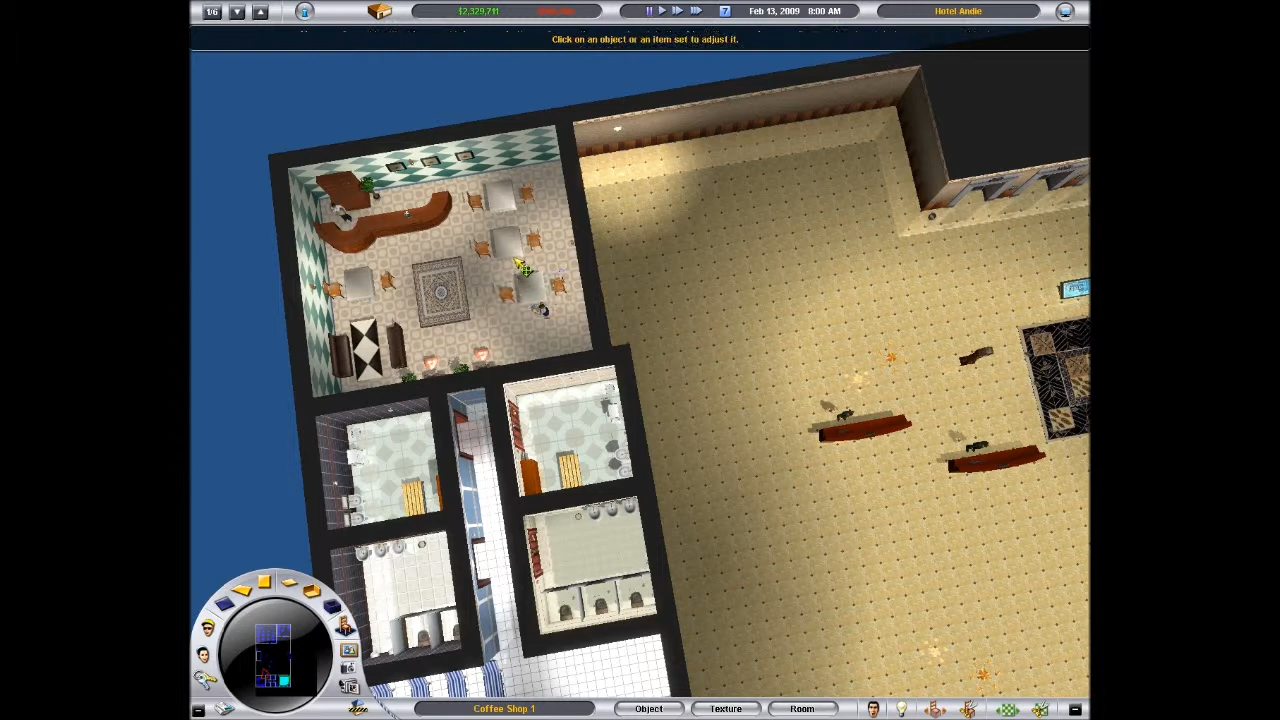 1/6 $2,329,711 7 Feb 13, 2009 8:00 AM Hotel Andie
Click on an object or an item set to adjust it.
Coffee Shop 1 Object Texture Room